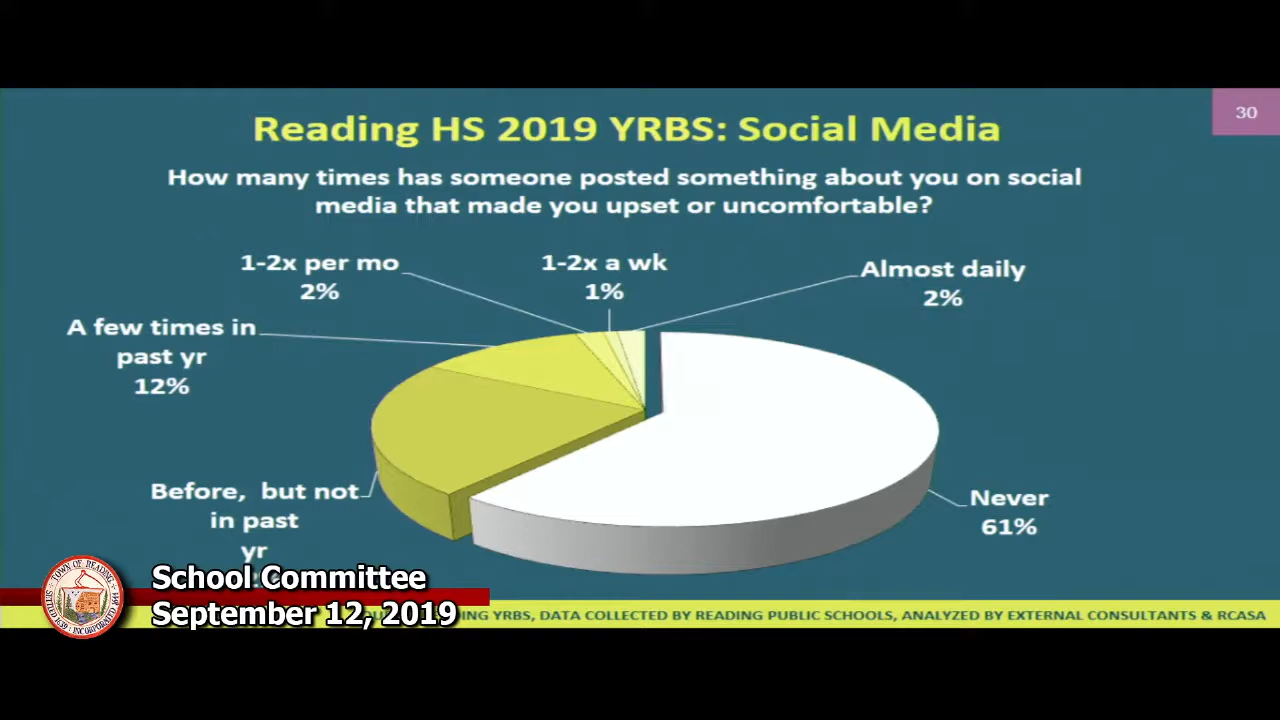 30
Reading HS 2019 YRBS: Social Media
How many times has someone posted something about you on social
media that made you upset or uncomfortable?
1-2x per mo
2%
1-2x a wk
1%
Almost daily
2%
A few times in
past yr
12%
Before, but not
in past
yr
Never
61%
TOWN OF READING
School Committee
September 12, 2019
YRBS, DATA COLLECTED BY READING PUBLIC SCHOOLS, ANALYZED BY EXTERNAL CONSULTANTS & RCASA